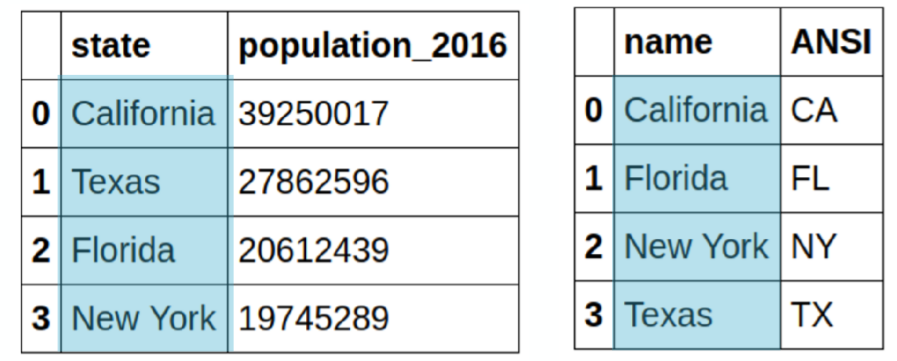 state population_2016
0 California 39250017
1 Texas 27862596
2 Florida 20612439
3 New York 19745289
name ANSI
0 California CA
1 Florida FL
2 New York NY
3 Texas TX